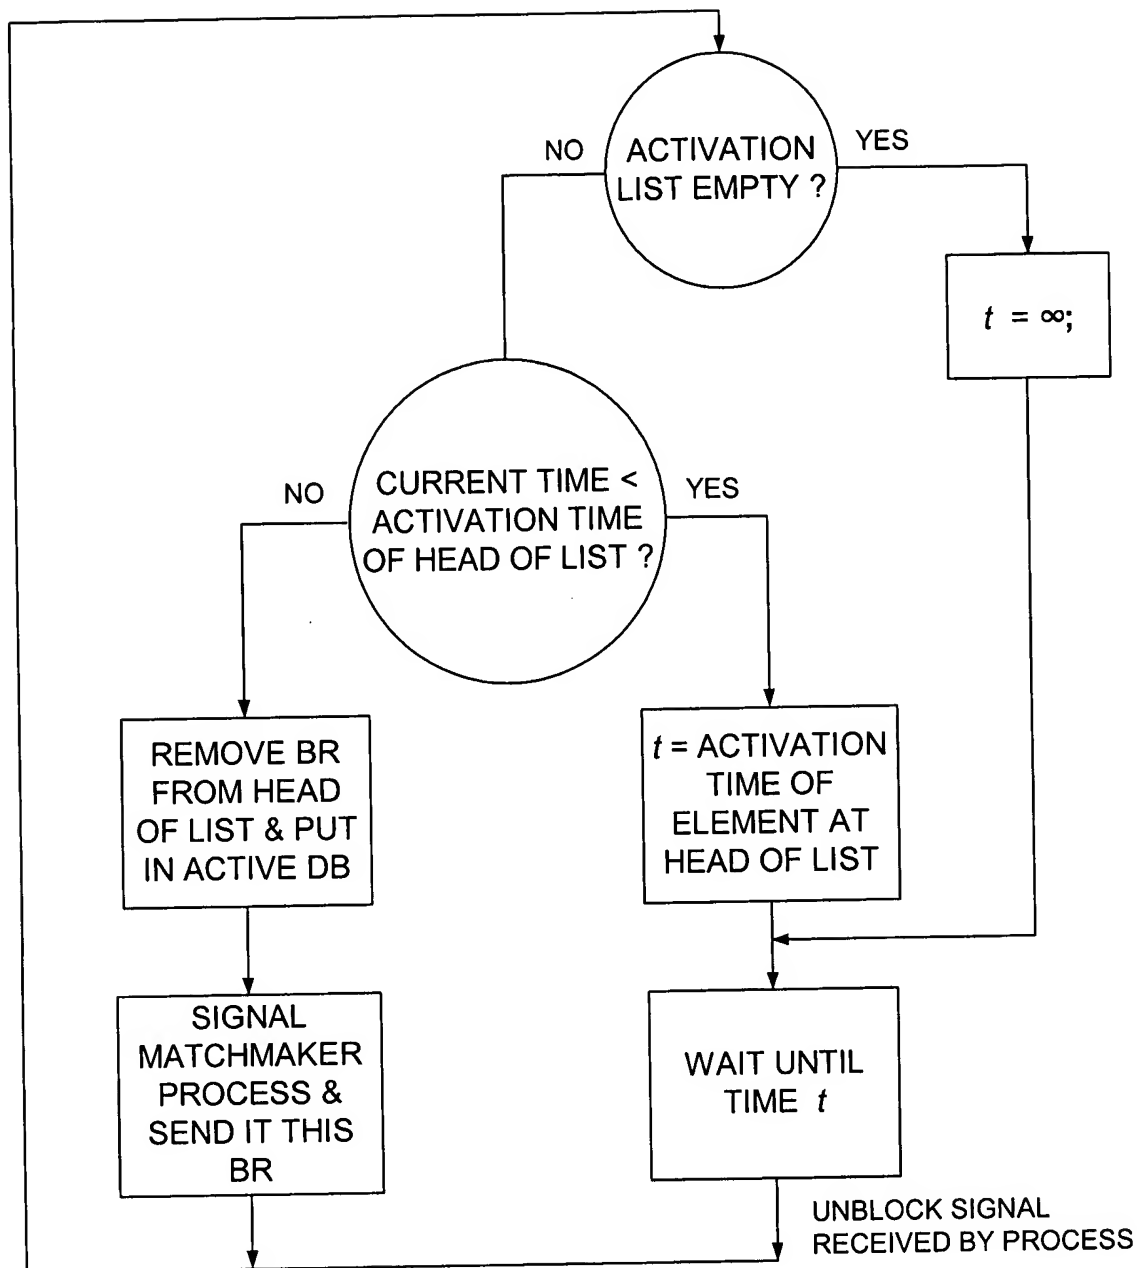 NO
ACTIVATION
LIST EMPTY ?
YES
t = ∞;
NO
CURRENT TIME <
ACTIVATION TIME
OF HEAD OF LIST ?
YES
REMOVE BR
FROM HEAD
OF LIST & PUT
IN ACTIVE DB
t = ACTIVATION
TIME OF
ELEMENT AT
HEAD OF LIST
SIGNAL
MATCHMAKER
PROCESS &
SEND IT THIS
BR
WAIT UNTIL
TIME t
UNBLOCK SIGNAL
RECEIVED BY PROCESS